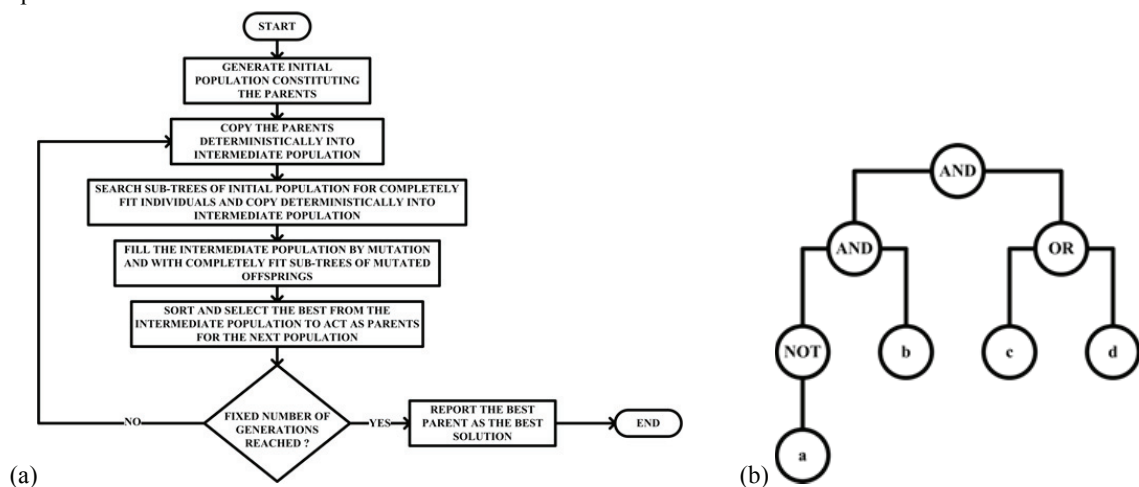 START
GENERATE INITIAL
POPULATION CONSTITUTING
THE PARENTS
COPY THE PARENTS
DETERMINISTICALLY INTO
INTERMEDIATE POPULATION
SEARCH SUB-TREES OF INITIAL POPULATION FOR COMPLETELY
FIT INDIVIDUALS AND COPY DETERMINISTICALLY INTO
INTERMEDIATE POPULATION
FILL THE INTERMEDIATE POPULATION BY MUTATION
AND WITH COMPLETELY FIT SUB-TREES OF MUTATED
OFFSPRINGS
SORT AND SELECT THE BEST FROM THE
INTERMEDIATE POPULATION TO ACT AS PARENTS
FOR THE NEXT POPULATION
NO
FIXED NUMBER OF
GENERATIONS
REACHED ?
YES
REPORT THE BEST
PARENT AS THE BEST
SOLUTION
END
(a)
AND
AND
OR
NOT
b
c
d
a
(b)